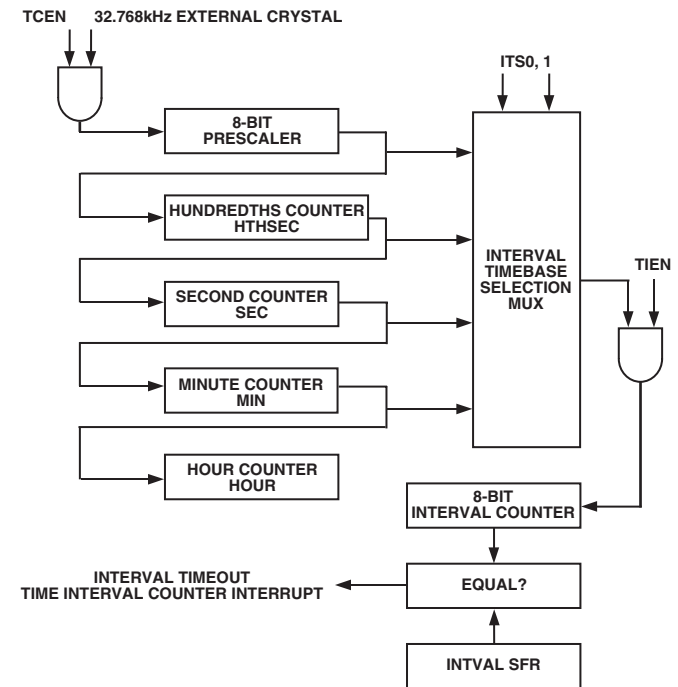 TCEN 32.768kHz EXTERNAL CRYSTAL
ITS0, 1
8-BIT
PRESCALER
HUNDREDTHS COUNTER
HTHSEC
INTERVAL
TIMEBASE
SELECTION
MUX
TIEN
SECOND COUNTER
SEC
MINUTE COUNTER
MIN
HOUR COUNTER
HOUR
8-BIT
INTERVAL COUNTER
INTERVAL TIMEOUT
TIME INTERVAL COUNTER INTERRUPT
EQUAL?
INTVAL SFR